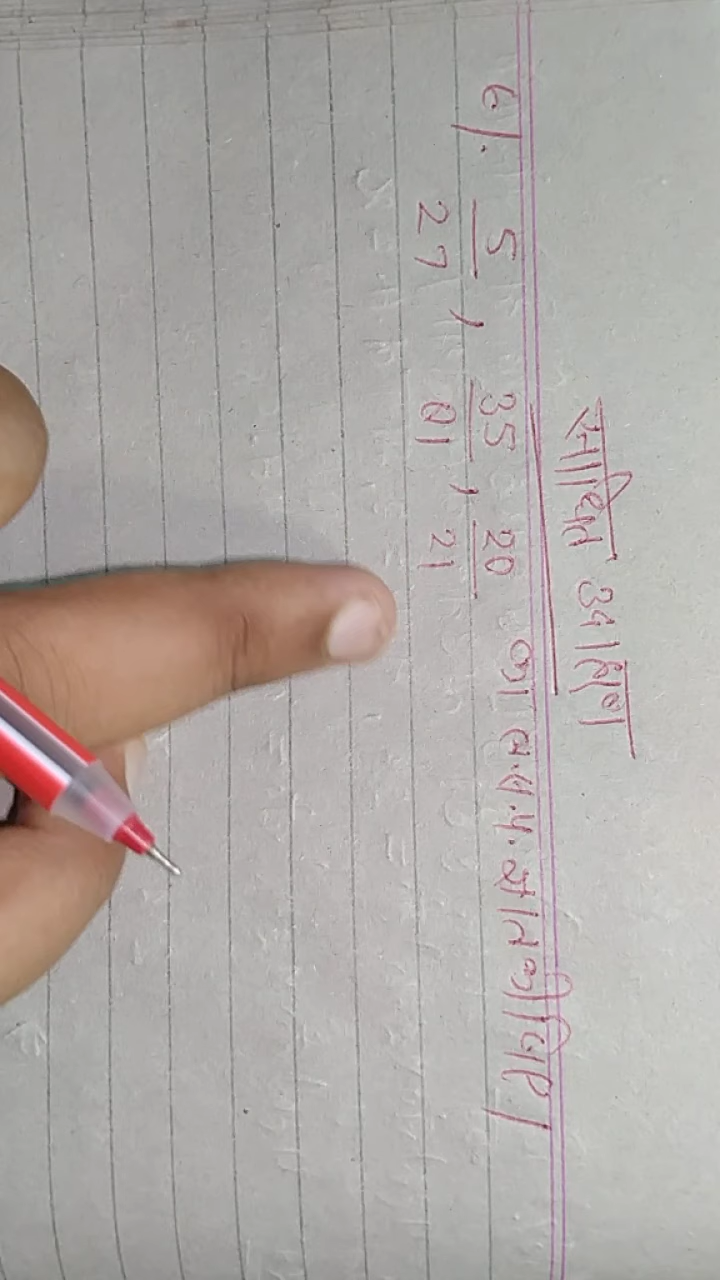 साधित उदाहरण
6). 5/27, 35/81, 20/21 का ल.स.प. ज्ञात कीजिए।